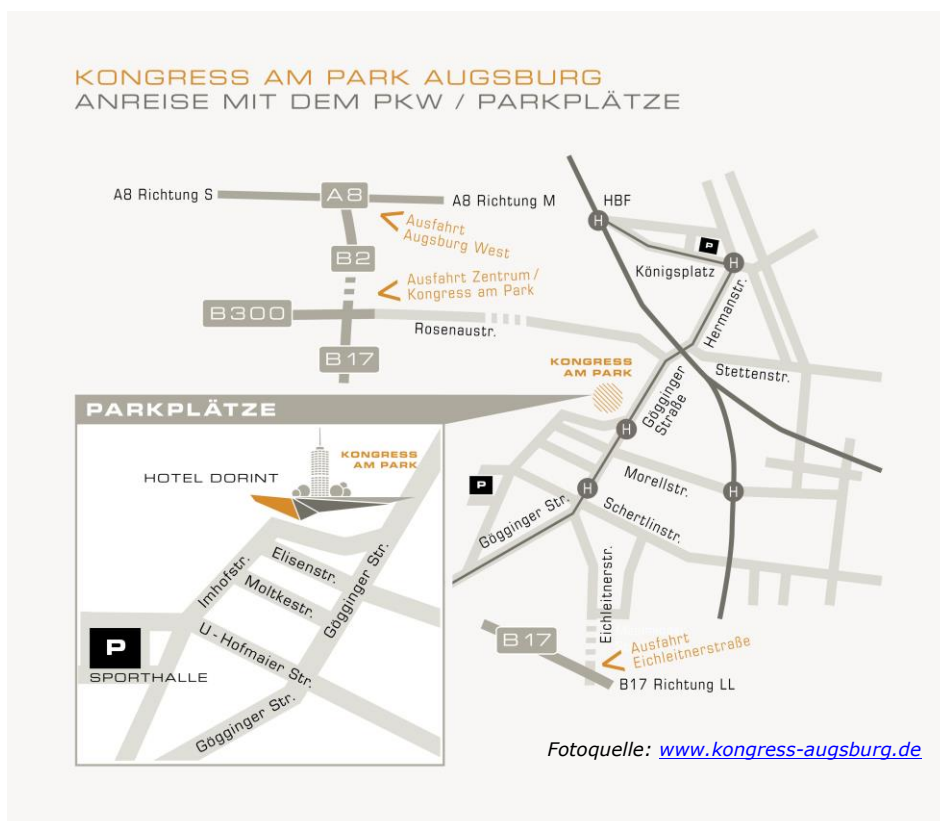 KONGRESS AM PARK AUGSBURG
ANREISE MIT DEM PKW / PARKPLÄTZE
A8 Richtung S
A8
A8 Richtung M
HBF
H
Ausfahrt
Augsburg West
P
H
B2
Königsplatz
Ausfahrt Zentrum /
Kongress am Park
Hermanstr.
B300
Rosenaustr.
B17
KONGRESS
AM PARK
Stettenstr.
Gögginger
Straße
H
PARKPLÄTZE
KONGRESS
AM PARK
HOTEL DORINT
P
H
Morellstr.
H
Schertlinstr.
Gögginger Str.
Elisenstr.
Imhofstr.
Moltkestr.
Gögginger Str.
Eichleitnerstr.
U-Hofmaier Str.
P
SPORTHALLE
B17
Ausfahrt
Eichleitnerstraße
B17 Richtung LL
Gögginger Str.
Fotoquelle: www.kongress-augsburg.de